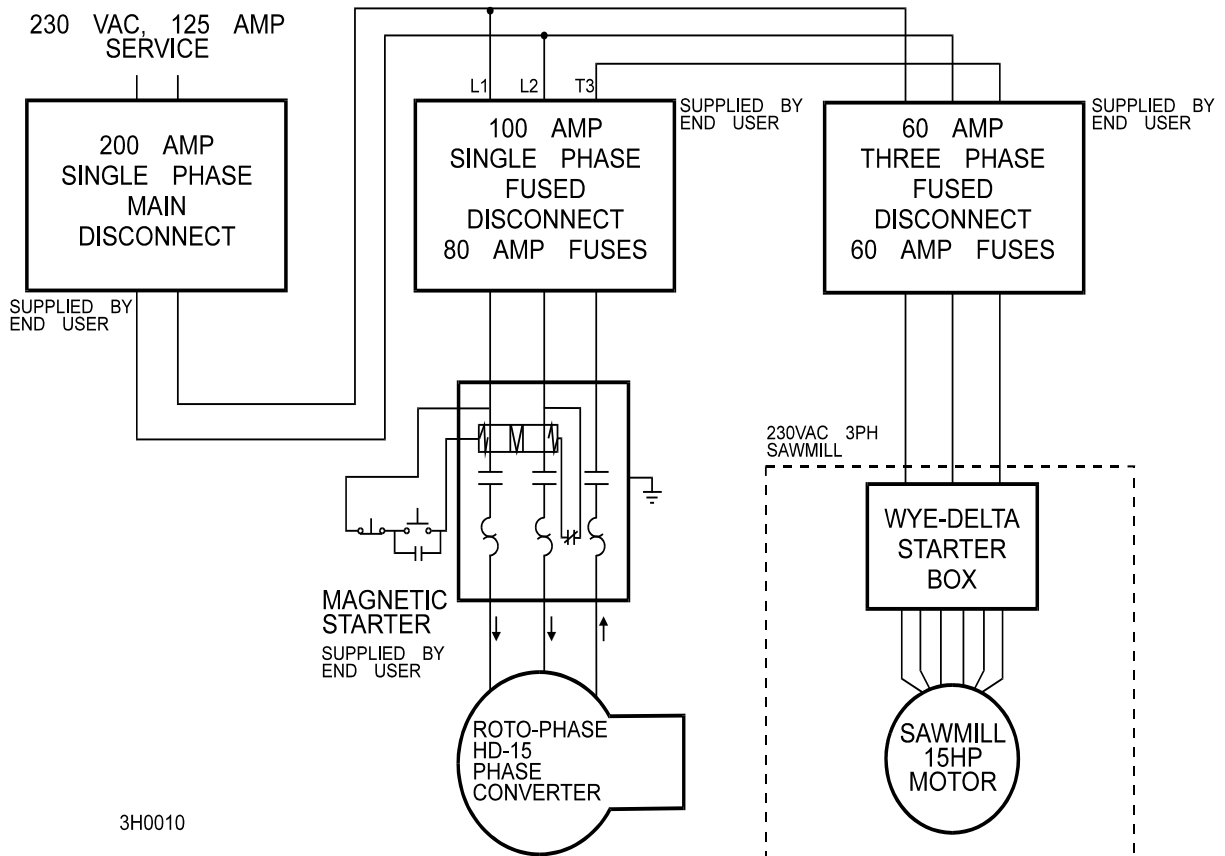 230 VAC, 125 AMP
SERVICE
200 AMP
SINGLE PHASE
MAIN
DISCONNECT
SUPPLIED BY
END USER
L1 L2 T3
100 AMP
SINGLE PHASE
FUSED
DISCONNECT
80 AMP FUSES
SUPPLIED BY
END USER
60 AMP
THREE PHASE
FUSED
DISCONNECT
60 AMP FUSES
SUPPLIED BY
END USER
MAGNETIC
STARTER
SUPPLIED BY
END USER
ROTO-PHASE
HD-15
PHASE
CONVERTER
230VAC 3PH
SAWMILL
WYE-DELTA
STARTER
BOX
SAWMILL
15HP
MOTOR
3H0010